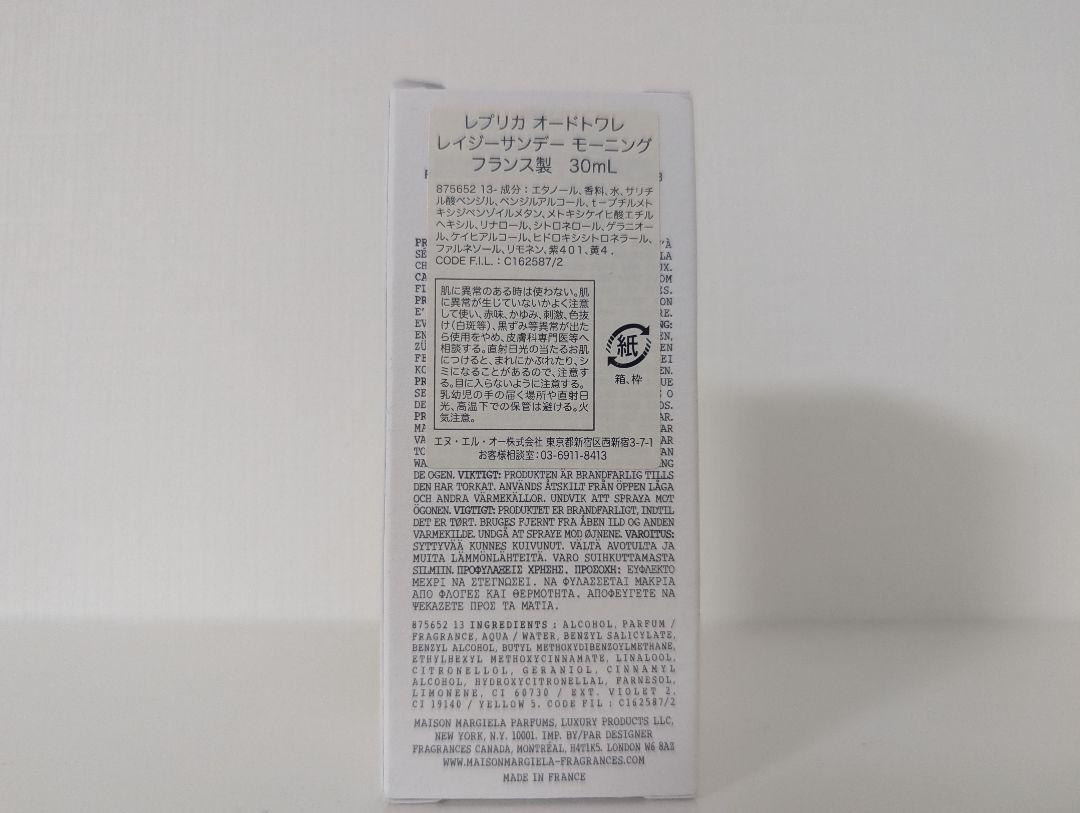 レプリカ オードトワレ
レイジーサンデー モーニング
フランス製 30mL
875652 13- 成分：エタノール、香料、水、サリチ
ル酸ベンジル、ベンジルアルコール、t－ブチルメト
キシジベンゾイルメタン、メトキシケイヒ酸エチル
ヘキシル、リナロール、シトロネロール、ゲラニオー
ル、ケイヒアルコール、ヒドロキシシトロネラール、
ファルネソール、リモネン、紫401、黄4.
CODE F.I.L. : C162587/2
肌に異常のある時は使わない。肌
に異常が生じていないかよく注意
して使い、赤味、かゆみ、刺激、色抜
け(白斑等)、黒ずみ等異常が出た
ら使用をやめ、皮膚科専門医等へ
相談する。直射日光の当たるお肌
につけると、まれにかぶれたり、シ
ミになることがあるので、注意す
る。目に入らないように注意する。
乳幼児の手の届く場所や直射日
光、高温下での保管は避ける。火
気注意。
紙
箱、枠
エヌ・エル・オー株式会社 東京都新宿区西新宿3-7-1
お客様相談室：03-6911-8413
DE OGEN. VIKTIGT: PRODUKTEN ÄR BRANDFARLIG TILLS
DEN HAR TORKAT. ANVÄNDS ÅTSKILT FRÅN ÖPPEN LÅGA
OCH ANDRA VÄRMEKÄLLOR. UNDVIK ATT SPRAYA MOT
ÖGONEN. VIGTIGT: PRODUKTET ER BRANDFARLIGT, INDTIL
DET ER TØRT. BRUGES FJERNT FRA ÅBEN ILD OG ANDEN
VARMEKILDE. UNDGÅ AT SPRAYE MOD ØJNENE. VAROITUS:
SYTTYVÄÄ KUNNES KUIVUNUT. VÄLTÄ AVOTULTA JA
MUITA LÄMMÖNLÄHTEITÄ. VARO SUIHKUTTAMASTA
SILMIIN. ΠΡΟΦΥΛΑΞΕΙΣ ΧΡΗΣΗΣ. ΠΡΟΣΟΧΗ: ΕΥΦΛΕΚΤΟ
ΜΕΧΡΙ ΝΑ ΣΤΕΓΝΩΣΕΙ. ΝΑ ΦΥΛΑΣΣΕΤΑΙ ΜΑΚΡΙΑ
ΑΠΟ ΦΛΟΓΕΣ ΚΑΙ ΘΕΡΜΟΤΗΤΑ. ΑΠΟΦΕΥΓΕΤΕ ΝΑ
ΨΕΚΑΖΕΤΕ ΠΡΟΣ ΤΑ ΜΑΤΙΑ.
875652 13 INGREDIENTS : ALCOHOL, PARFUM /
FRAGRANCE, AQUA / WATER, BENZYL SALICYLATE,
BENZYL ALCOHOL, BUTYL METHOXYDIBENZOYLMETHANE,
ETHYLHEXYL METHOXYCINNAMATE, LINALOOL,
CITRONELLOL, GERANIOL, CINNAMYL
ALCOHOL, HYDROXYCITRONELLAL, FARNESOL,
LIMONENE, CI 60730 / EXT. VIOLET 2,
CI 19140 / YELLOW 5. CODE FIL : C162587/2
MAISON MARGIELA PARFUMS, LUXURY PRODUCTS LLC,
NEW YORK, N.Y. 10001. IMP. BY/PAR DESIGNER
FRAGRANCES CANADA, MONTRÉAL, H4T1K5. LONDON W6 8AZ
WWW.MAISONMARGIELA-FRAGRANCES.COM
MADE IN FRANCE